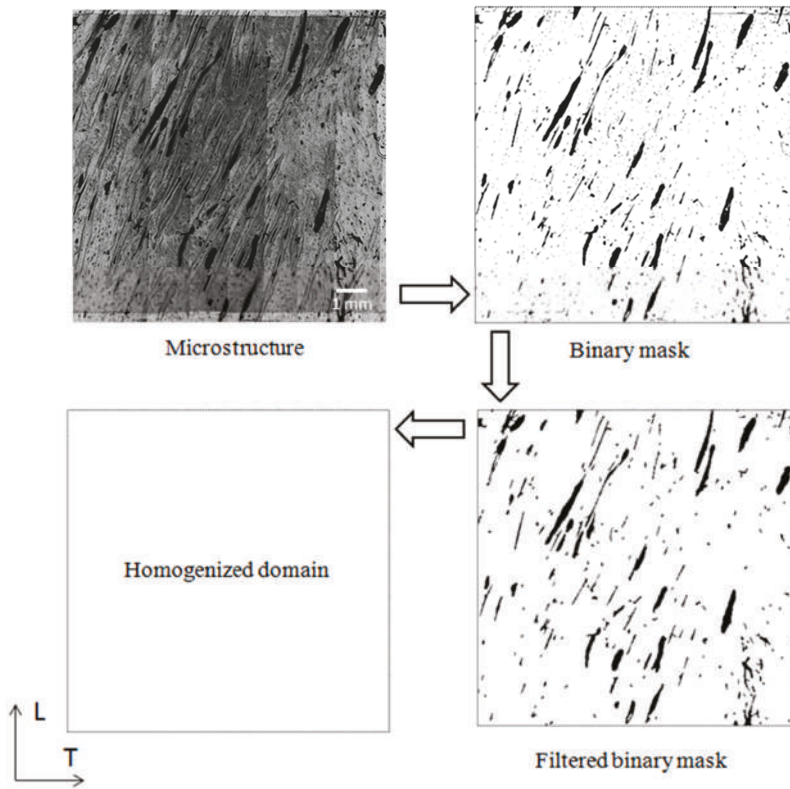 1 mm
Microstructure
Binary mask
Homogenized domain
L
T
Filtered binary mask